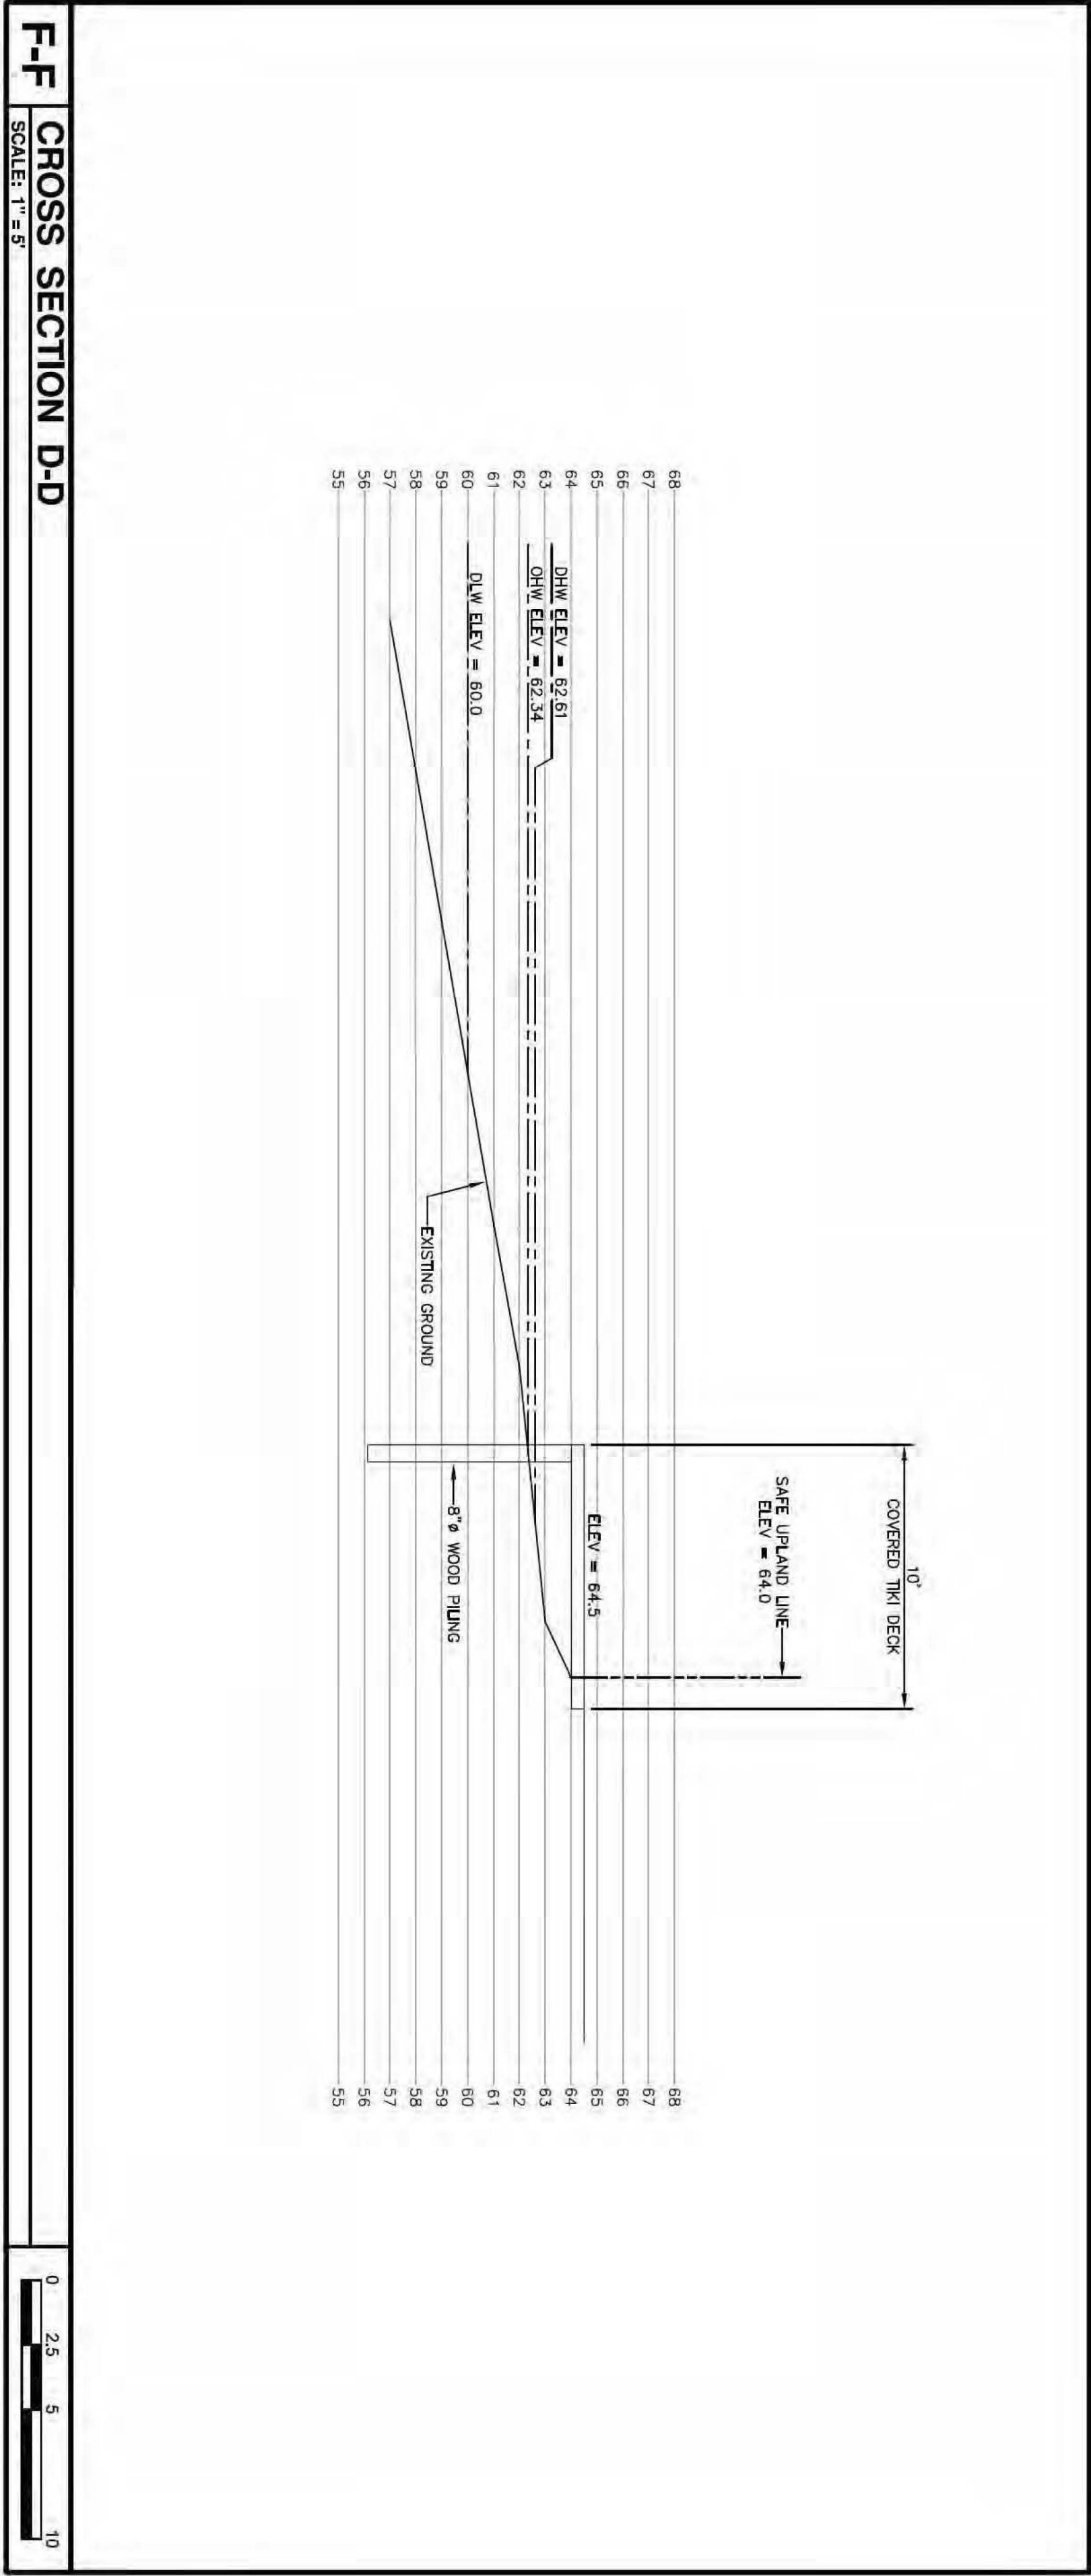 10'
COVERED TIKI DECK
SAFE UPLAND LINE
ELEV = 64.0
68 68
67 67
66 66
65 65
64 64
63 63
62 62
61 61
60 60
59 59
58 58
57 57
56 56
55 55
ELEV = 64.5
DHW ELEV = 62.61
OHW ELEV = 62.34
DLW ELEV = 60.0
8"ø WOOD PILING
EXISTING GROUND
F-F
CROSS SECTION D-D
SCALE: 1" = 5'
0 2.5 5 10